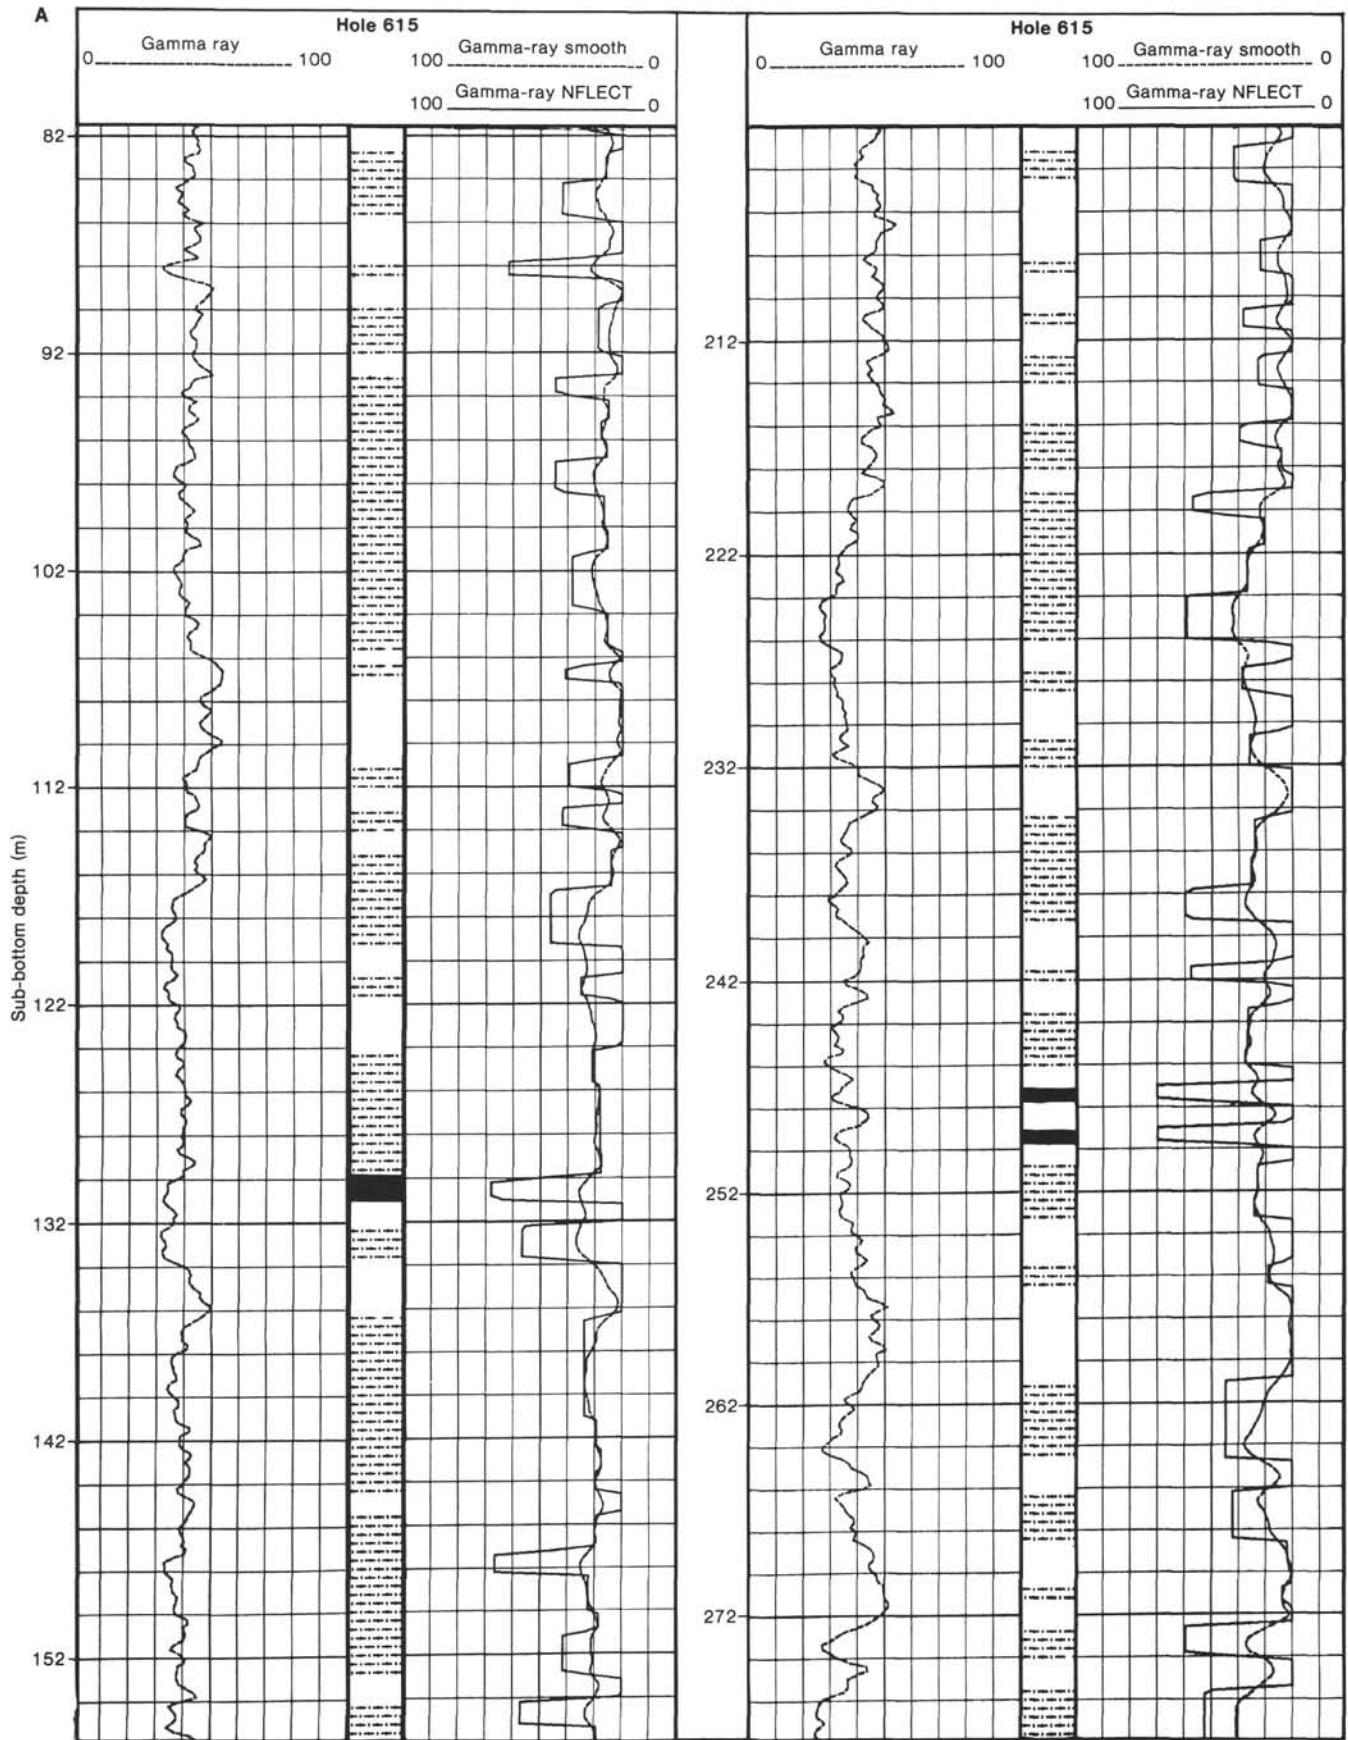 A
Hole 615
Gamma ray
0 100
Gamma-ray smooth
100 0
Gamma-ray NFLECT
100 0
Hole 615
Gamma ray
0 100
Gamma-ray smooth
100 0
Gamma-ray NFLECT
100 0
Sub-bottom depth (m)
82
92
102
112
122
132
142
152
212
222
232
242
252
262
272